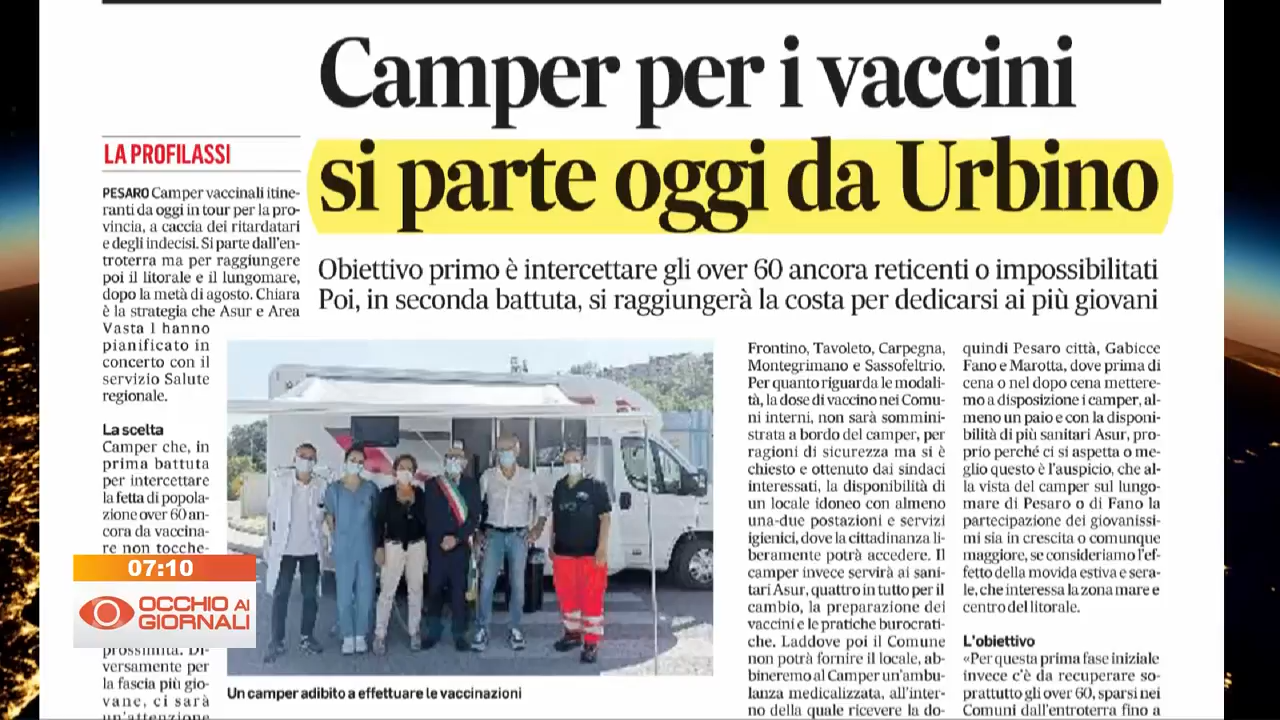 Camper per i vaccini
si parte oggi da Urbino
Obiettivo primo è intercettare gli over 60 ancora reticenti o impossibilitati
Poi, in seconda battuta, si raggiungerà la costa per dedicarsi ai più giovani
LA PROFILASSI
PESARO Camper vaccinali itine-
ranti da oggi in tour per la pro-
vincia, a caccia dei ritardatari
e degli indecisi. Si parte dall'en-
troterra ma per raggiungere
poi il litorale e il lungomare,
dopo la metà di agosto. Chiara
è la strategia che Asur e Area
Vasta 1 hanno
pianificato in
concerto con il
servizio Salute
regionale.
La scelta
Camper che, in
prima battuta
per intercettare
la fetta di popola-
zione over 60 an-
cora da vaccina-
re non tocche-
07:10
OCCHIO AI
GIORNALI
prossimità. Di-
versamente per
la fascia più gio-
vane, ci sarà
un'attenzione
Un camper adibito a effettuare le vaccinazioni
Frontino, Tavoleto, Carpegna,
Montegrimano e Sassofeltrio.
Per quanto riguarda le modali-
tà, la dose di vaccino nei Comu-
ni interni, non sarà sommini-
strata a bordo del camper, per
ragioni di sicurezza ma si è
chiesto e ottenuto dai sindaci
interessati, la disponibilità di
un locale idoneo con almeno
una-due postazioni e servizi
igienici, dove la cittadinanza li-
beramente potrà accedere. Il
camper invece servirà ai sani-
tari Asur, quattro in tutto per il
cambio, la preparazione dei
vaccini e le pratiche burocrati-
che. Laddove poi il Comune
non potrà fornire il locale, ab-
bineremo al Camper un'ambu-
lanza medicalizzata, all'inter-
no della quale ricevere la do-
quindi Pesaro città, Gabicce
Fano e Marotta, dove prima di
cena o nel dopo cena mettere-
mo a disposizione i camper, al-
meno un paio e con la disponi-
bilità di più sanitari Asur, pro-
prio perché ci si aspetta o me-
glio questo è l'auspicio, che al-
la vista del camper sul lungo-
mare di Pesaro o di Fano la
partecipazione dei giovanissi-
mi sia in crescita o comunque
maggiore, se consideriamo l'ef-
fetto della movida estiva e sera-
le, che interessa la zona mare e
centro del litorale.
L'obiettivo
«Per questa prima fase iniziale
invece c'è da recuperare so-
prattutto gli over 60, sparsi nei
Comuni dall'entroterra fino a